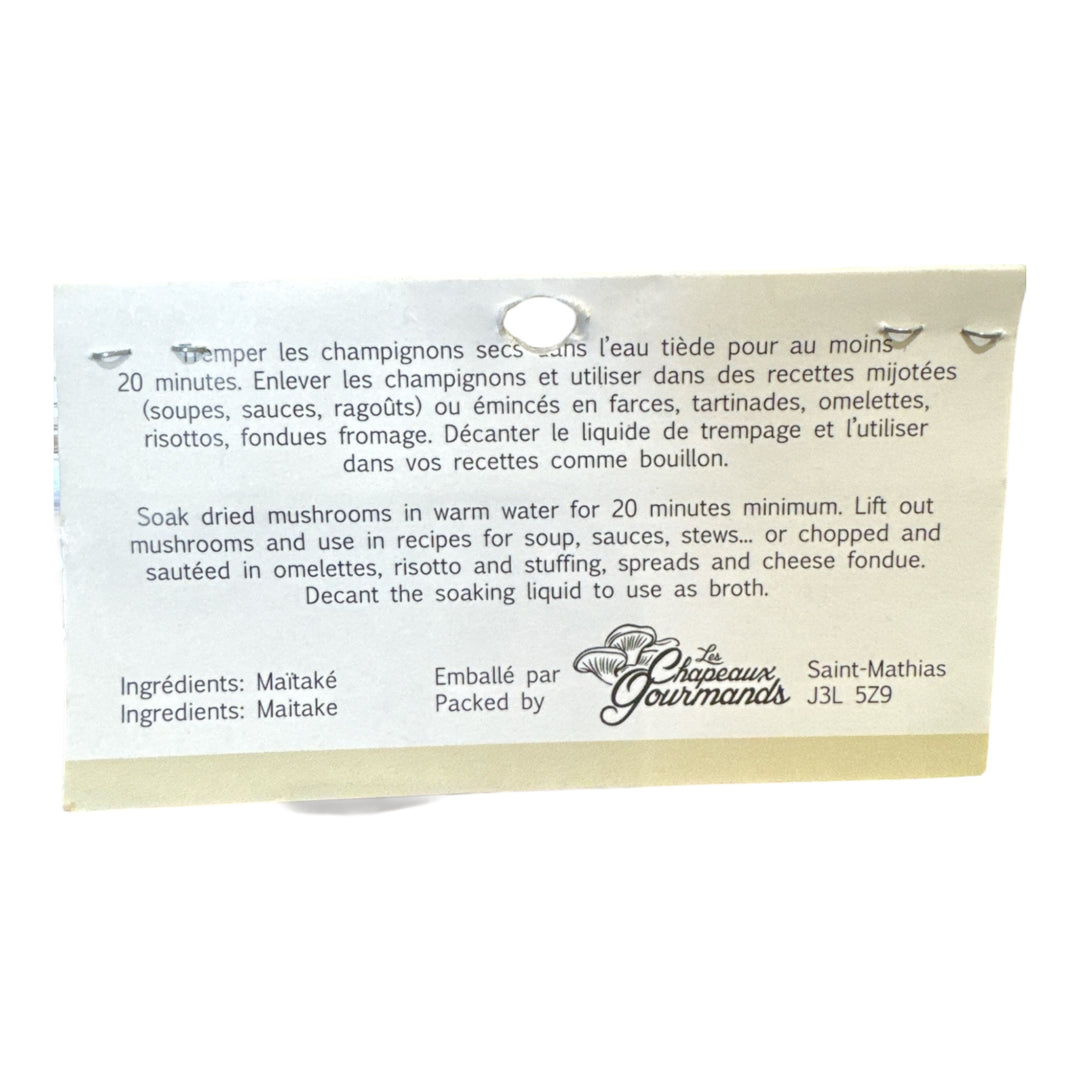 Tremper les champignons secs dans l'eau tiède pour au moins
20 minutes. Enlever les champignons et utiliser dans des recettes mijotées
(soupes, sauces, ragoûts) ou émincés en farces, tartinades, omelettes,
risottos, fondues fromage. Décanter le liquide de trempage et l'utiliser
dans vos recettes comme bouillon.
Soak dried mushrooms in warm water for 20 minutes minimum. Lift out
mushrooms and use in recipes for soup, sauces, stews... or chopped and
sautéed in omelettes, risotto and stuffing, spreads and cheese fondue.
Decant the soaking liquid to use as broth.
Ingrédients: Maïtaké
Ingredients: Maitake
Emballé par
Packed by
Les
Chapeaux
Gourmands
Saint-Mathias
J3L 5Z9